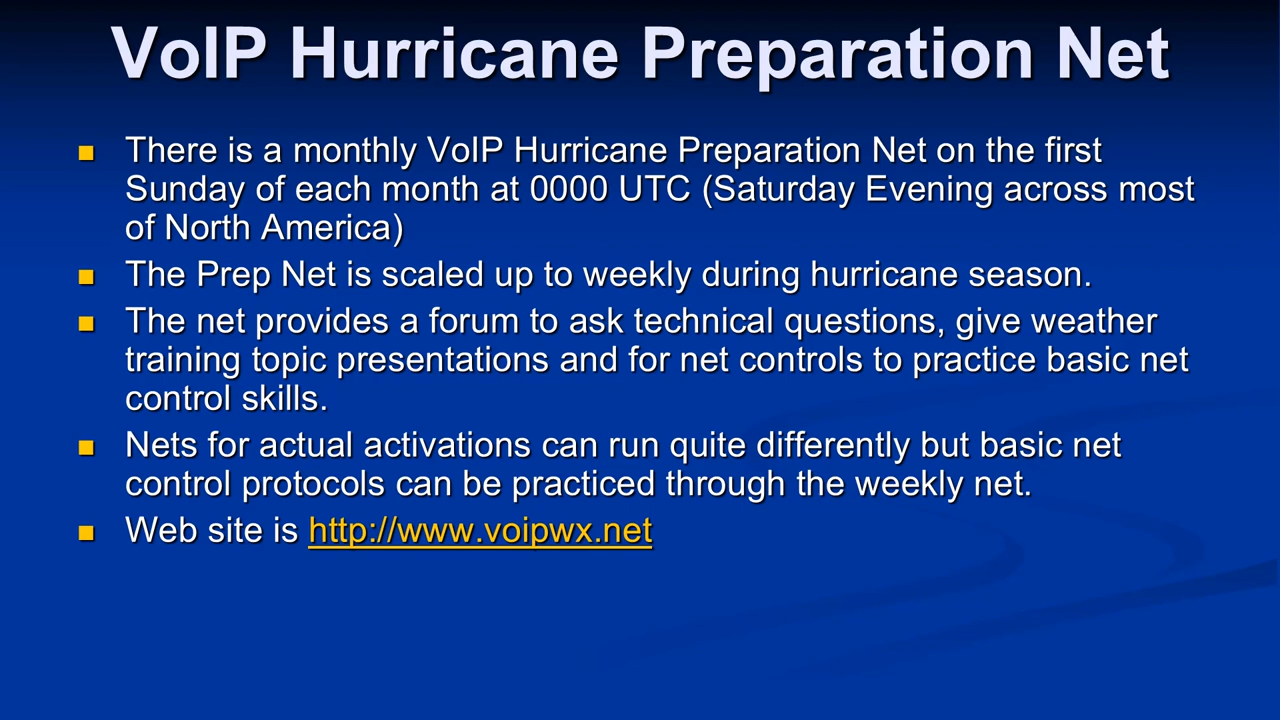 VoIP Hurricane Preparation Net
There is a monthly VoIP Hurricane Preparation Net on the first
Sunday of each month at 0000 UTC (Saturday Evening across most
of North America)
The Prep Net is scaled up to weekly during hurricane season.
The net provides a forum to ask technical questions, give weather
training topic presentations and for net controls to practice basic net
control skills.
Nets for actual activations can run quite differently but basic net
control protocols can be practiced through the weekly net.
Web site is http://www.voipwx.net